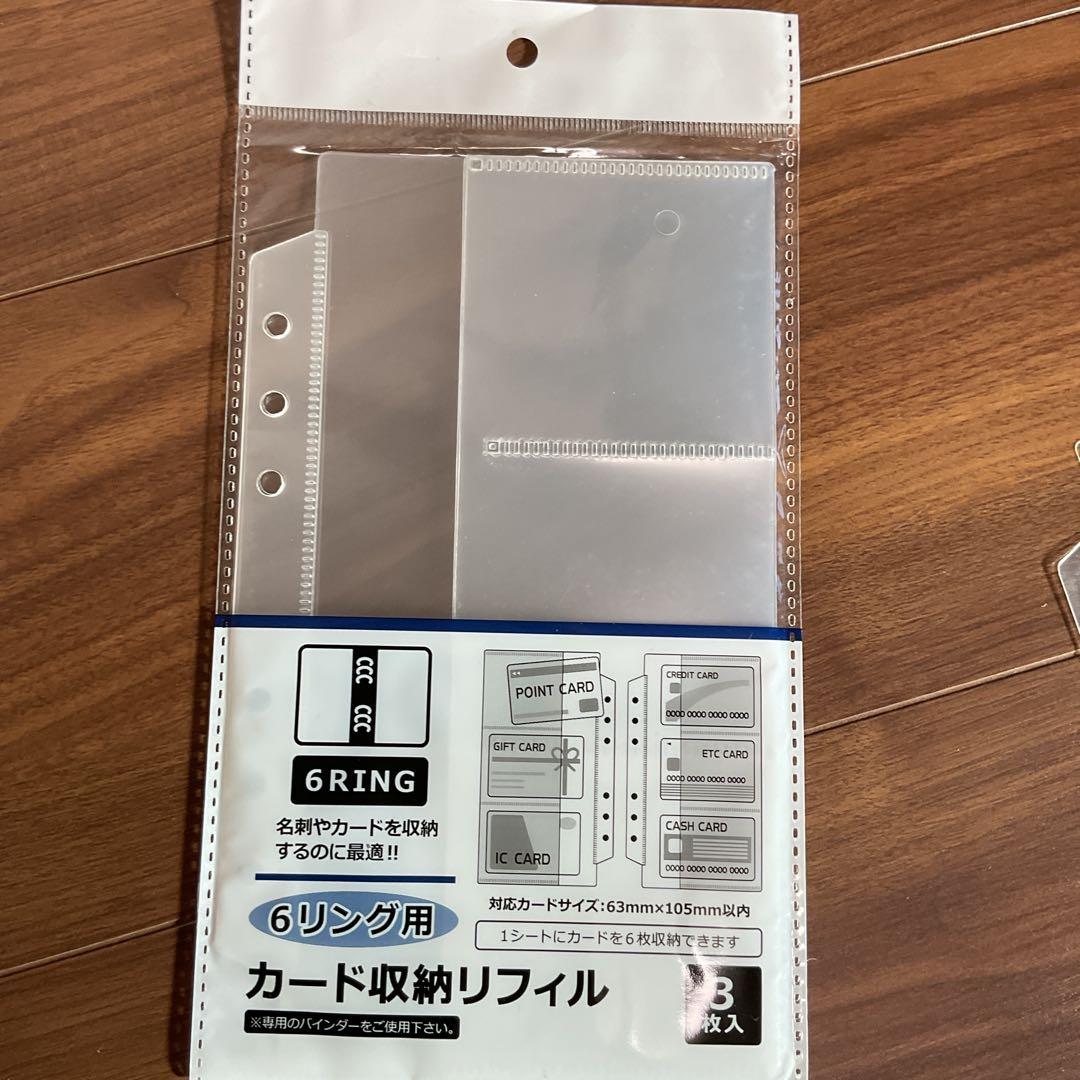 6RING
名刺やカードを収納
するのに最適!!
6リング用
カード収納リフィル
※専用のバインダーをご使用下さい。
POINT CARD
GIFT CARD
IC CARD
CREDIT CARD
0000 0000 0000 0000
ETC CARD
0000 0000 0000 0000
CASH CARD
0000 0000 0000 0000
対応カードサイズ:63mm×105mm以内
1シートにカードを6枚収納できます
3
枚入